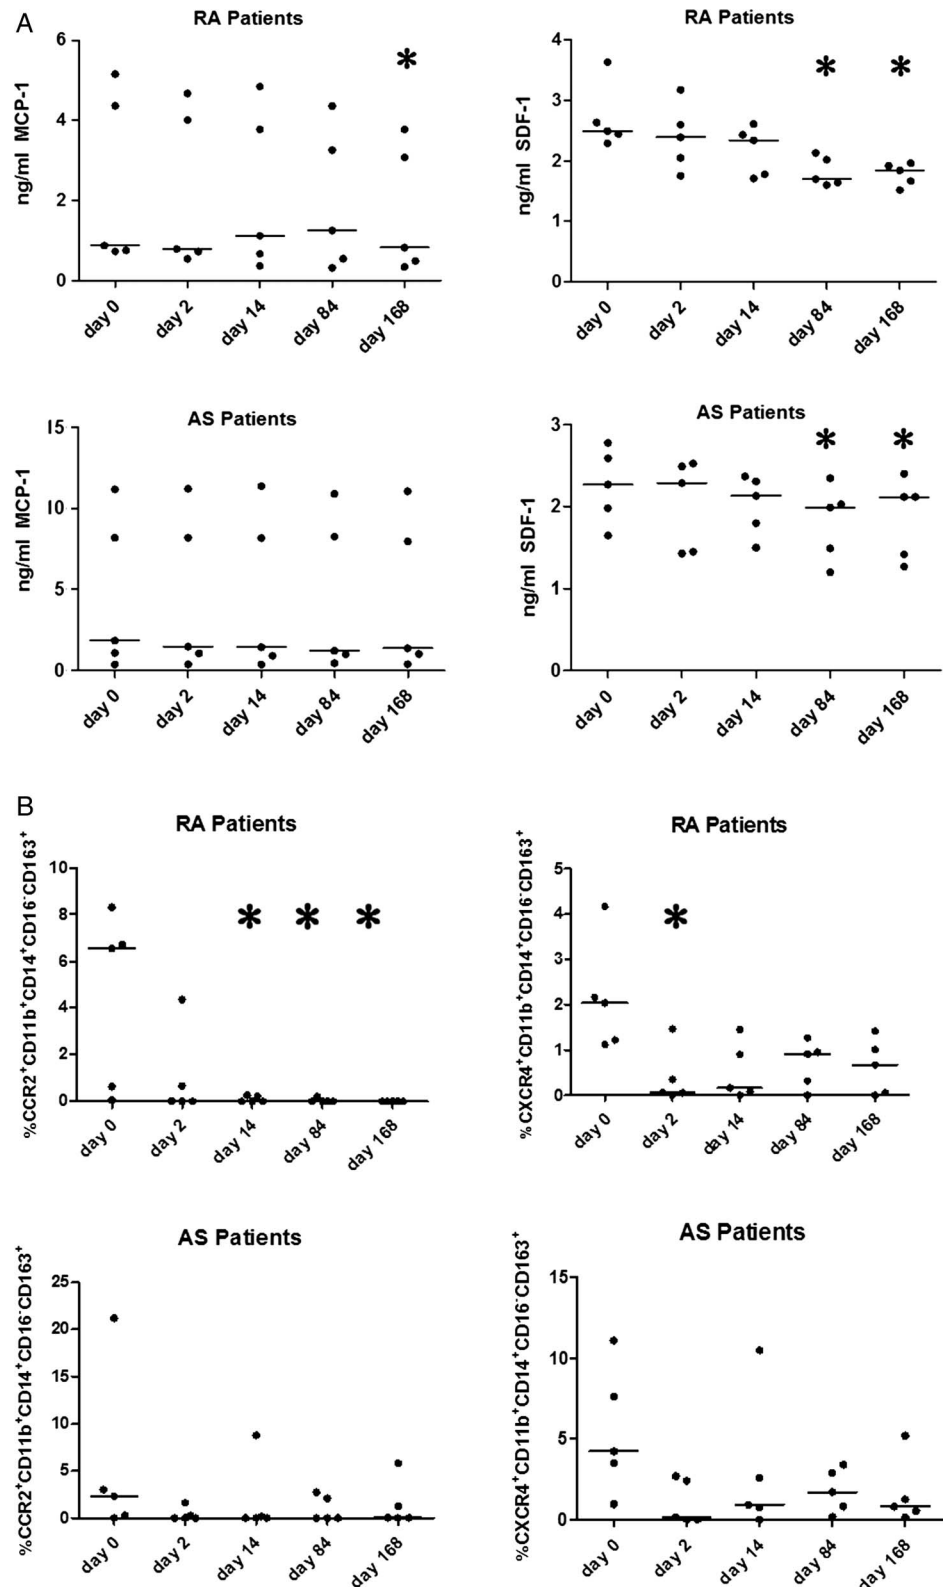 A
RA Patients
ng/ml MCP-1
6
4
2
0
*
day 0
day 2
day 14
day 84
day 168
RA Patients
ng/ml SDF-1
4
3
2
1
0
*
*
day 0
day 2
day 14
day 84
day 168
AS Patients
ng/ml MCP-1
15
10
5
0
day 0
day 2
day 14
day 84
day 168
AS Patients
ng/ml SDF-1
3
2
1
0
*
*
day 0
day 2
day 14
day 84
day 168
B
RA Patients
%CCR2⁺CD11b⁺CD14⁺CD16⁻CD163⁺
10
8
6
4
2
0
*
*
*
day 0
day 2
day 14
day 84
day 168
RA Patients
%CXCR4⁺CD11b⁺CD14⁺CD16⁻CD163⁺
5
4
3
2
1
0
*
day 0
day 2
day 14
day 84
day 168
AS Patients
%CCR2⁺CD11b⁺CD14⁺CD16⁻CD163⁺
25
20
15
10
5
0
day 0
day 2
day 14
day 84
day 168
AS Patients
%CXCR4⁺CD11b⁺CD14⁺CD16⁻CD163⁺
15
10
5
0
day 0
day 2
day 14
day 84
day 168